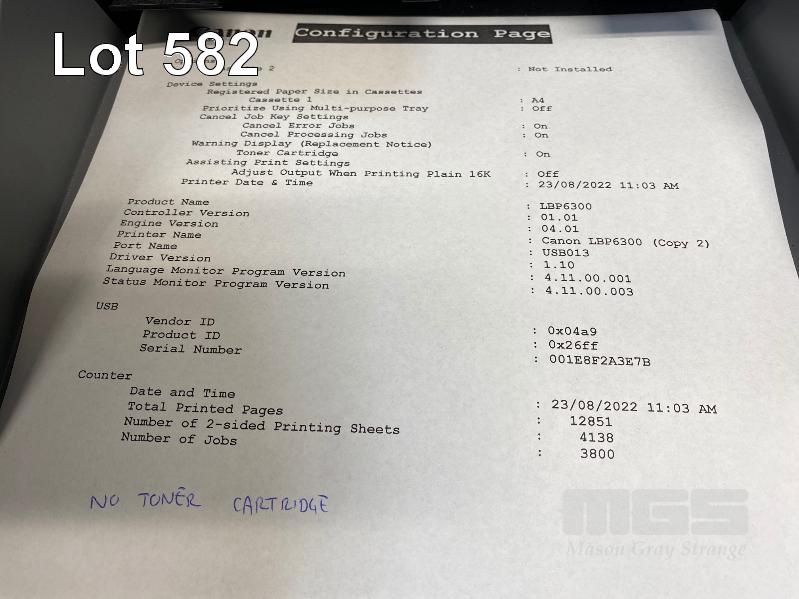 Lot 582
Canon Configuration Page
2 : Not Installed
Device Settings
Registered Paper Size in Cassettes
Cassette 1 : A4
Prioritize Using Multi-purpose Tray : Off
Cancel Job Key Settings
Cancel Error Jobs : On
Cancel Processing Jobs : On
Warning Display (Replacement Notice)
Toner Cartridge : On
Assisting Print Settings
Adjust Output When Printing Plain 16K : Off
Printer Date & Time : 23/08/2022 11:03 AM
Product Name : LBP6300
Controller Version : 01.01
Engine Version : 04.01
Printer Name : Canon LBP6300 (Copy 2)
Port Name : USB013
Driver Version : 1.10
Language Monitor Program Version : 4.11.00.001
Status Monitor Program Version : 4.11.00.003
USB
Vendor ID : 0x04a9
Product ID : 0x26ff
Serial Number : 001E8F2A3E7B
Counter
Date and Time : 23/08/2022 11:03 AM
Total Printed Pages : 12851
Number of 2-sided Printing Sheets : 4138
Number of Jobs : 3800
NO TONER CARTRIDGE
MGS
Mason Gray Strange